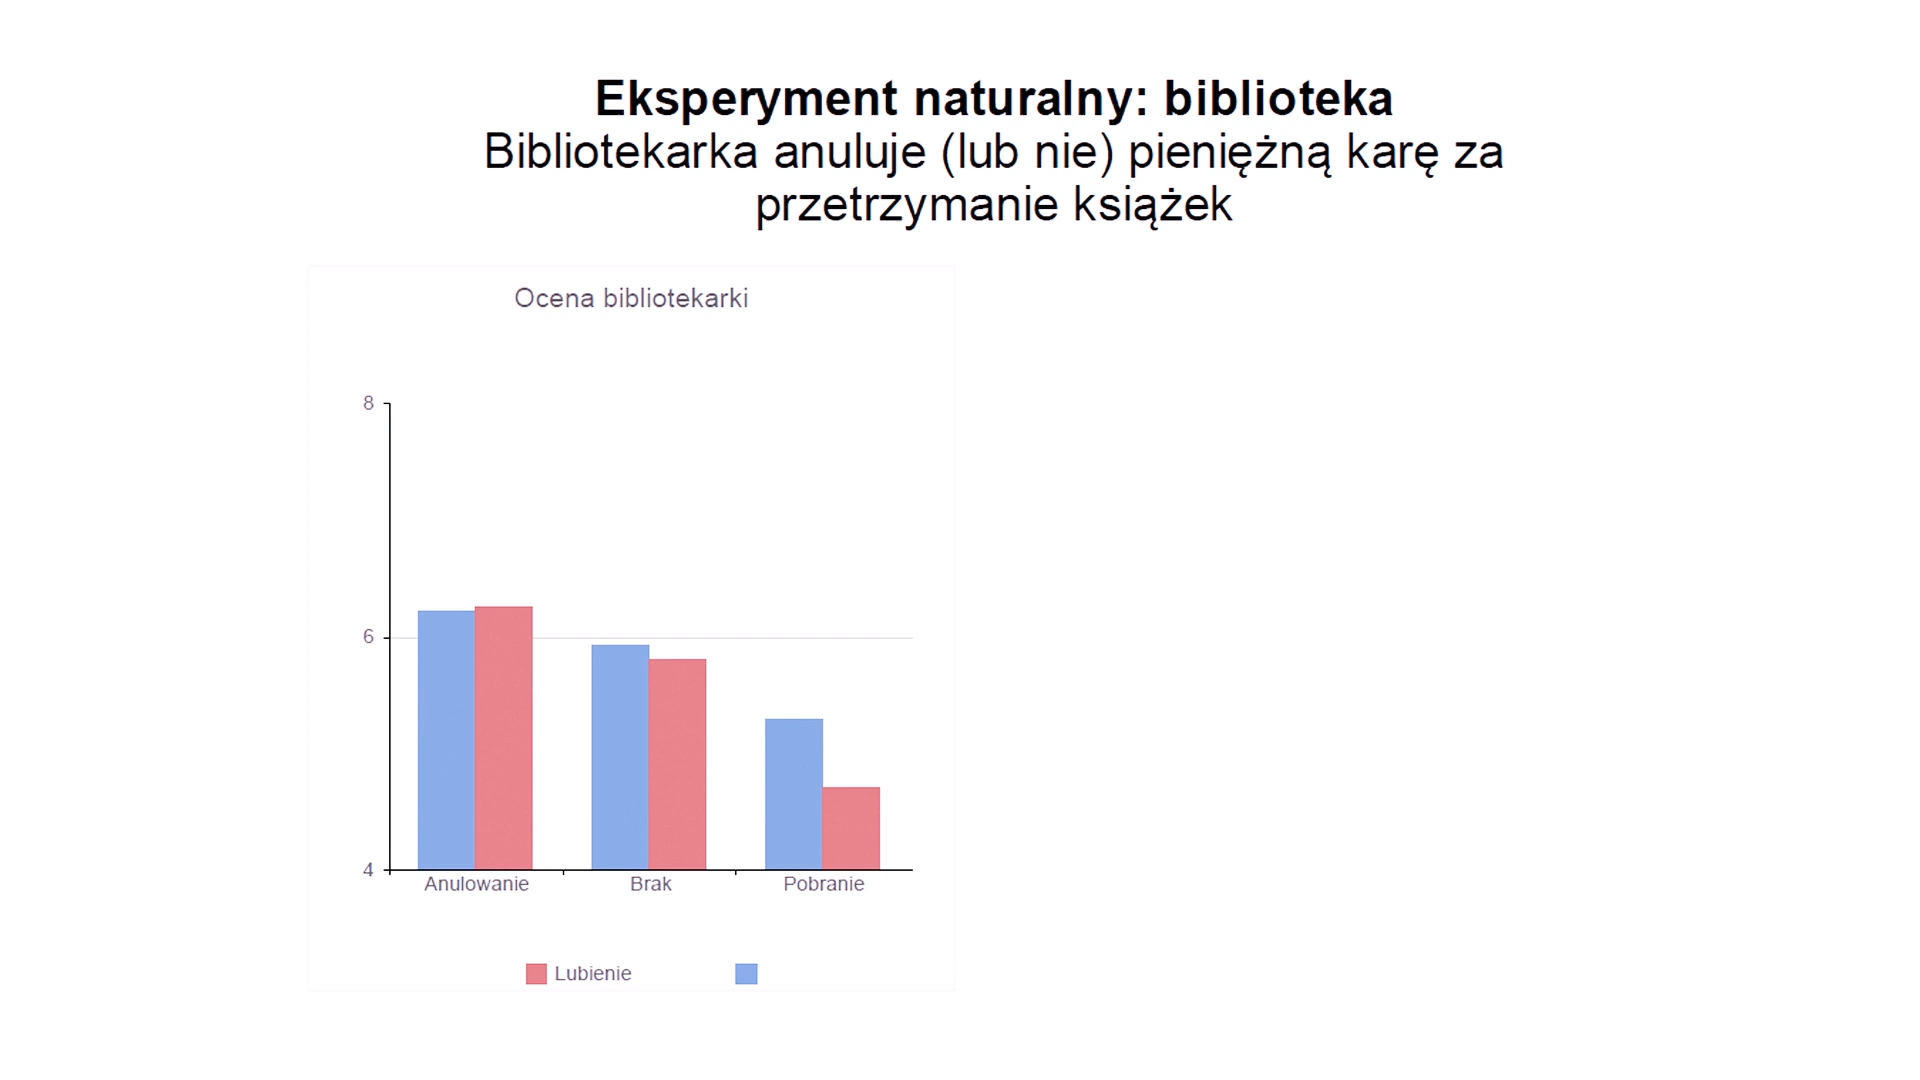 Eksperyment naturalny: biblioteka
Bibliotekarka anuluje (lub nie) pieniężną karę za
przetrzymanie książek
Ocena bibliotekarki
8
6
4
Anulowanie Brak Pobranie
Lubienie